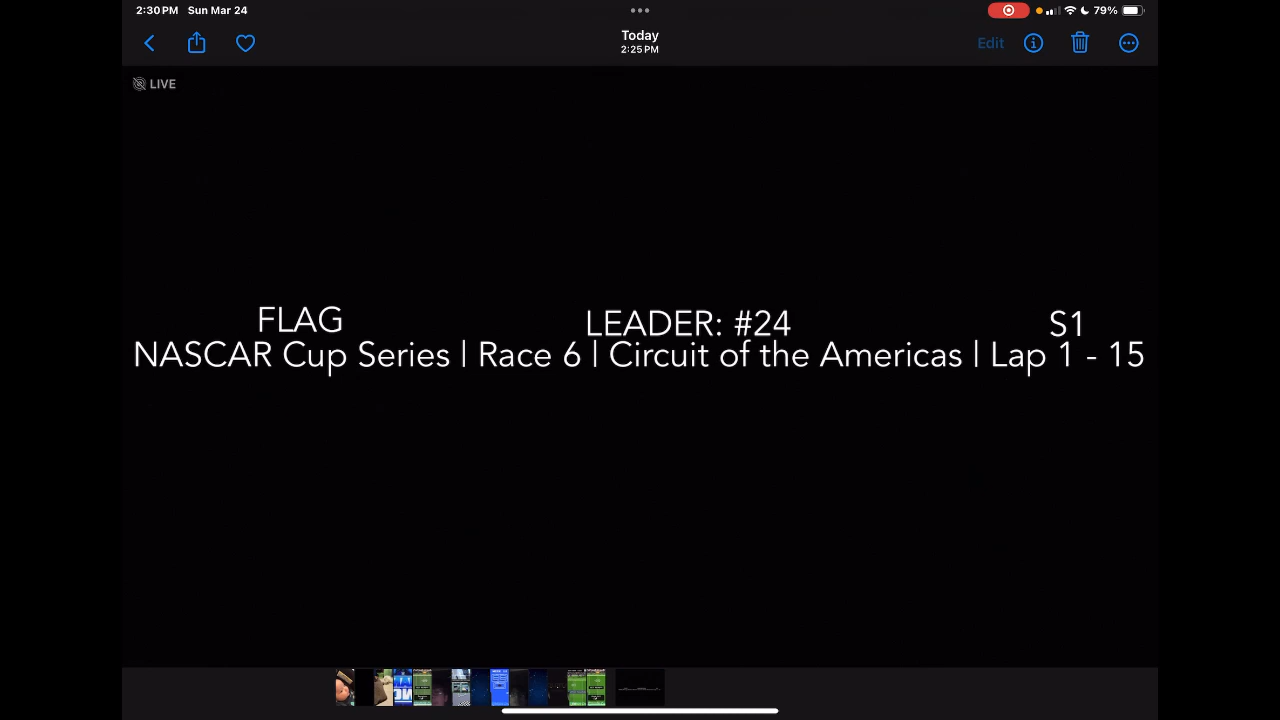 2:30 PM Sun Mar 24
79%
Today
2:25 PM
Edit
LIVE
FLAG LEADER: #24 S1
NASCAR Cup Series | Race 6 | Circuit of the Americas | Lap 1 - 15